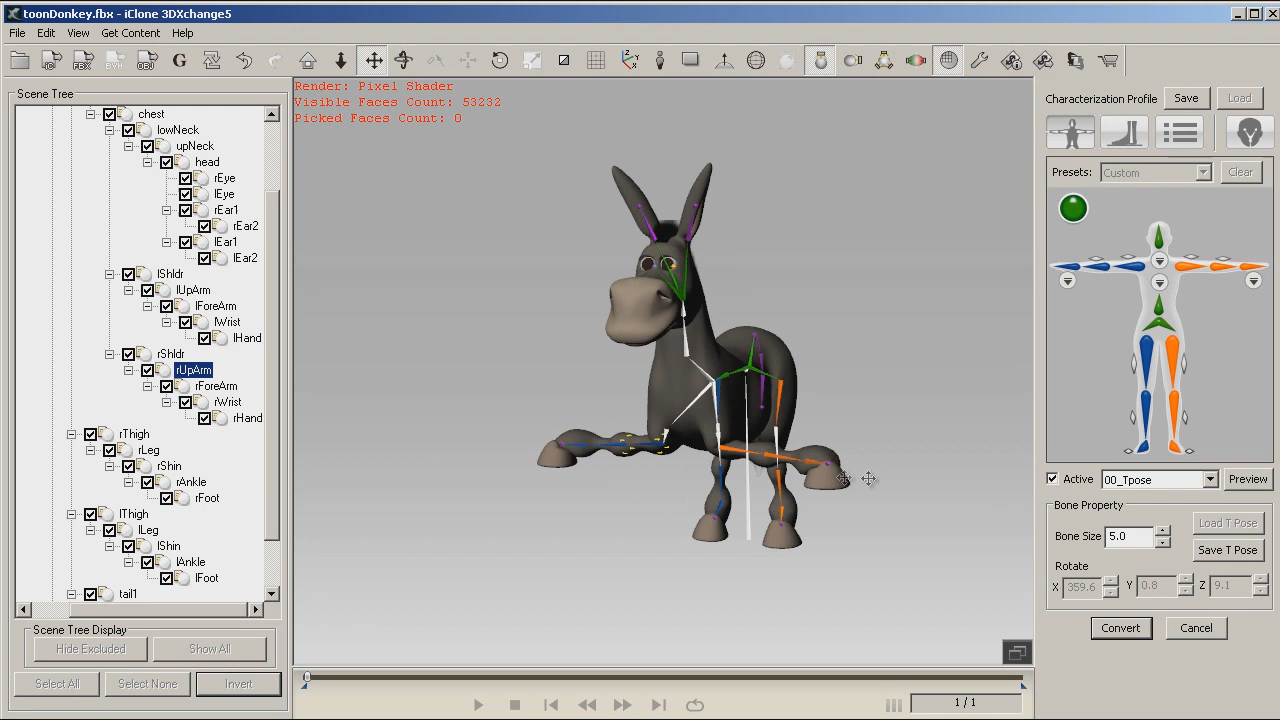 toonDonkey.fbx - iClone 3DXchange5
File Edit View Get Content Help
G
Scene Tree
chest
lowNeck
upNeck
head
rEye
lEye
rEar1
rEar2
lEar1
lEar2
lShldr
lUpArm
lForeArm
lWrist
lHand
rShldr
rUpArm
rForeArm
rWrist
rHand
rThigh
rLeg
rShin
rAnkle
rFoot
lThigh
lLeg
lShin
lAnkle
lFoot
tail1
Scene Tree Display
Hide Excluded Show All
Select All Select None Invert
Render: Pixel Shader
Visible Faces Count: 53232
Picked Faces Count: 0
1 / 1
Characterization Profile Save Load
Presets: Custom Clear
Active 00_Tpose Preview
Bone Property
Load T Pose
Bone Size 5.0
Save T Pose
Rotate
X 359.6 Y 0.8 Z 9.1
Convert Cancel